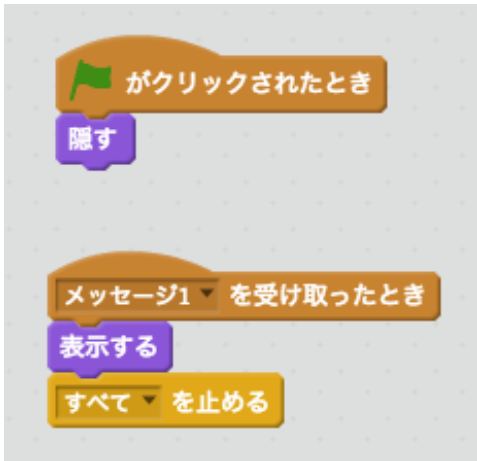 がクリックされたとき
隠す
メッセージ1 を受け取ったとき
表示する
すべて を止める